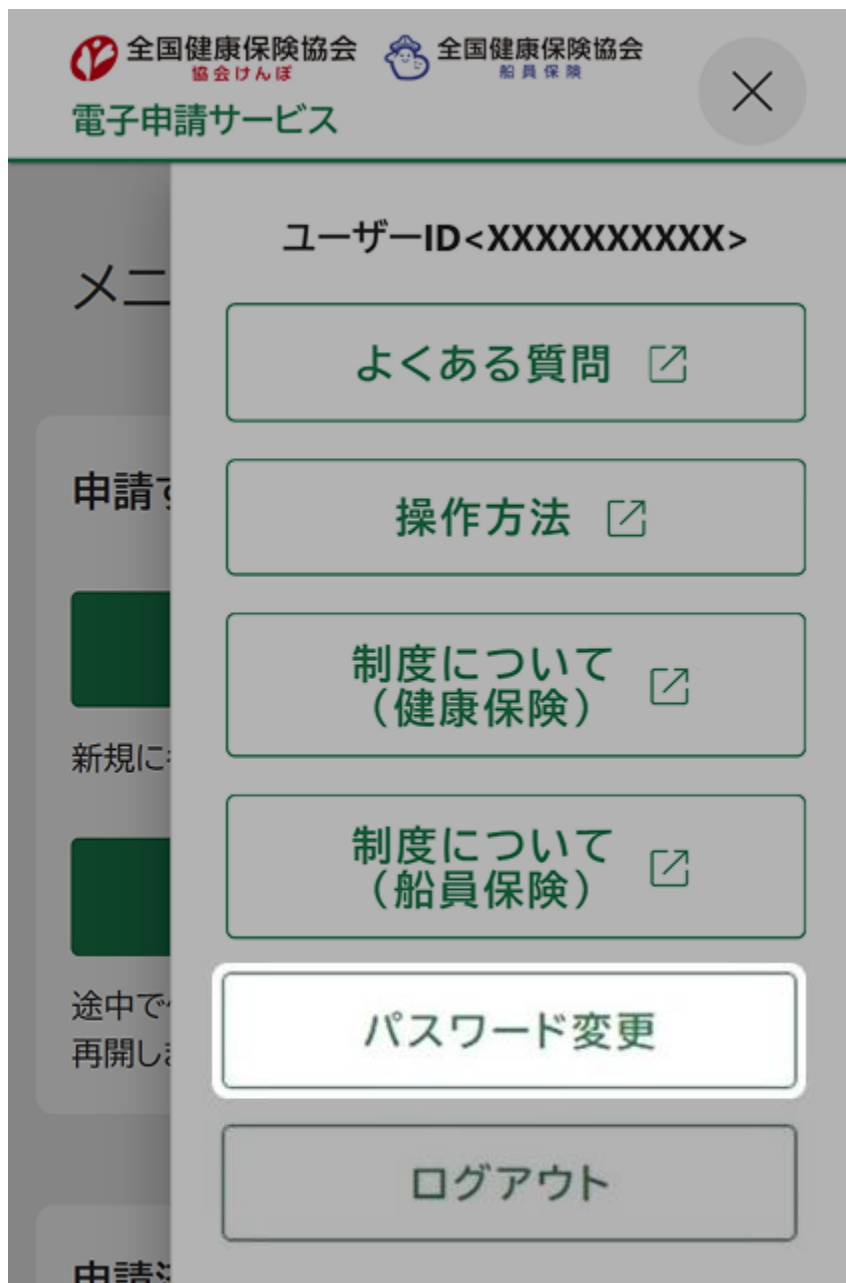 全国健康保険協会
協会けんぽ
全国健康保険協会
船員保険
電子申請サービス
ユーザーID<XXXXXXXXXX>
メニ
よくある質問
申請す
操作方法
制度について
（健康保険）
新規に
制度について
（船員保険）
途中で
再開しま
パスワード変更
ログアウト
申請